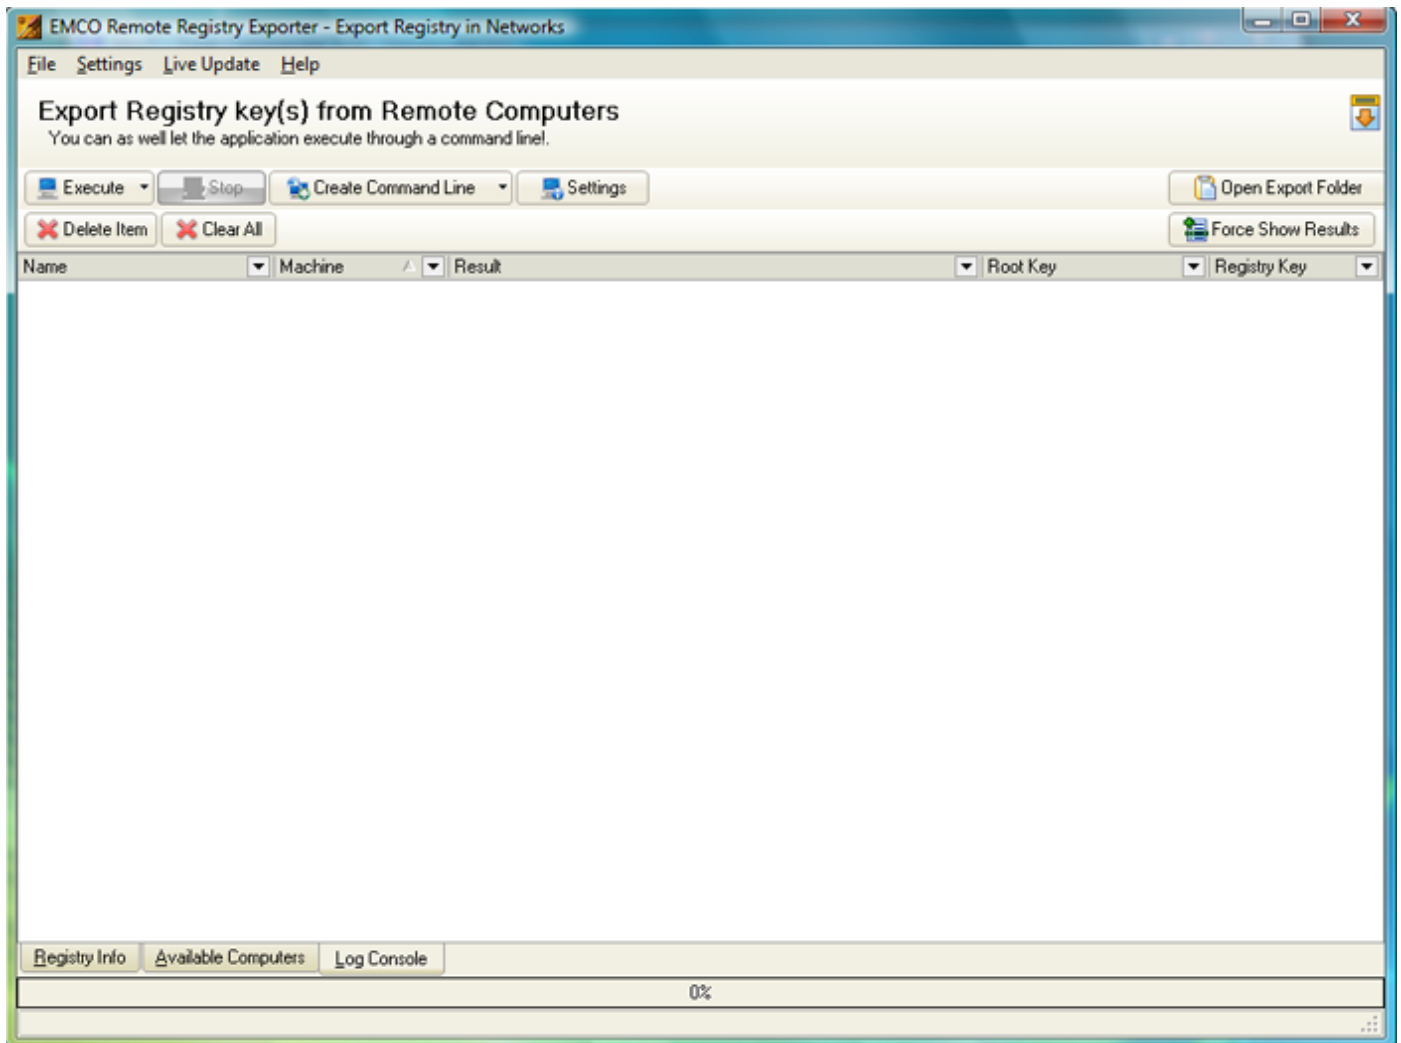 EMCO Remote Registry Exporter - Export Registry in Networks
File Settings Live Update Help
Export Registry key(s) from Remote Computers
You can as well let the application execute through a command line!.
Execute Stop Create Command Line Settings Open Export Folder
Delete Item Clear All Force Show Results
Name Machine Result Root Key Registry Key
Registry Info Available Computers Log Console
0%